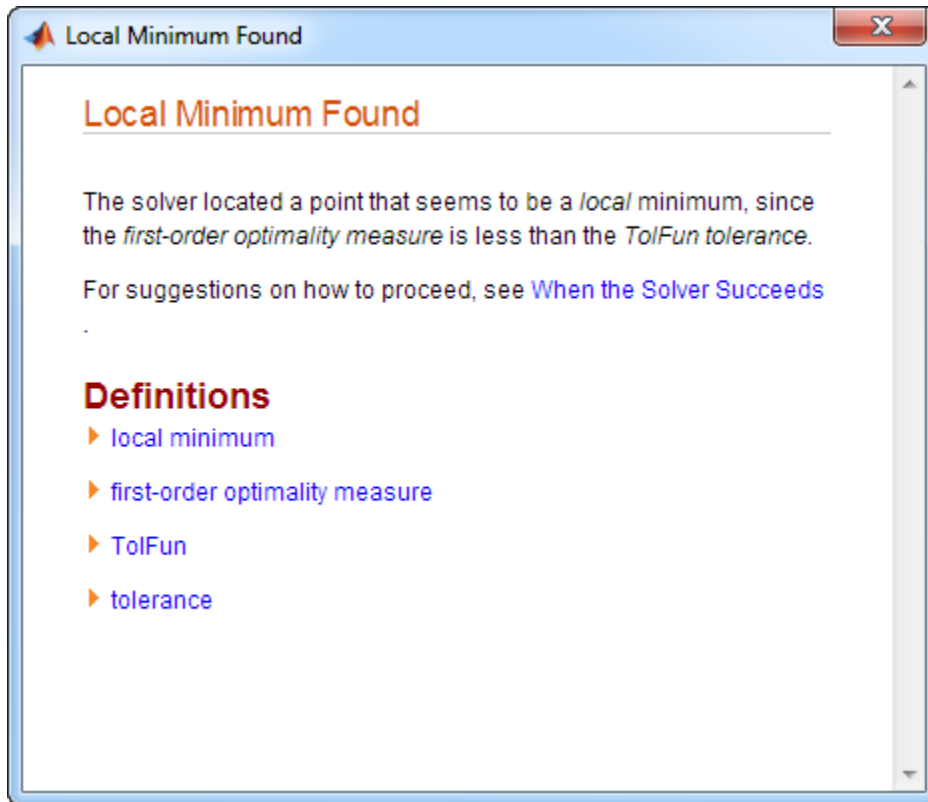 Local Minimum Found
Local Minimum Found
The solver located a point that seems to be a local minimum, since
the first-order optimality measure is less than the TolFun tolerance.
For suggestions on how to proceed, see When the Solver Succeeds
.
Definitions
local minimum
first-order optimality measure
TolFun
tolerance